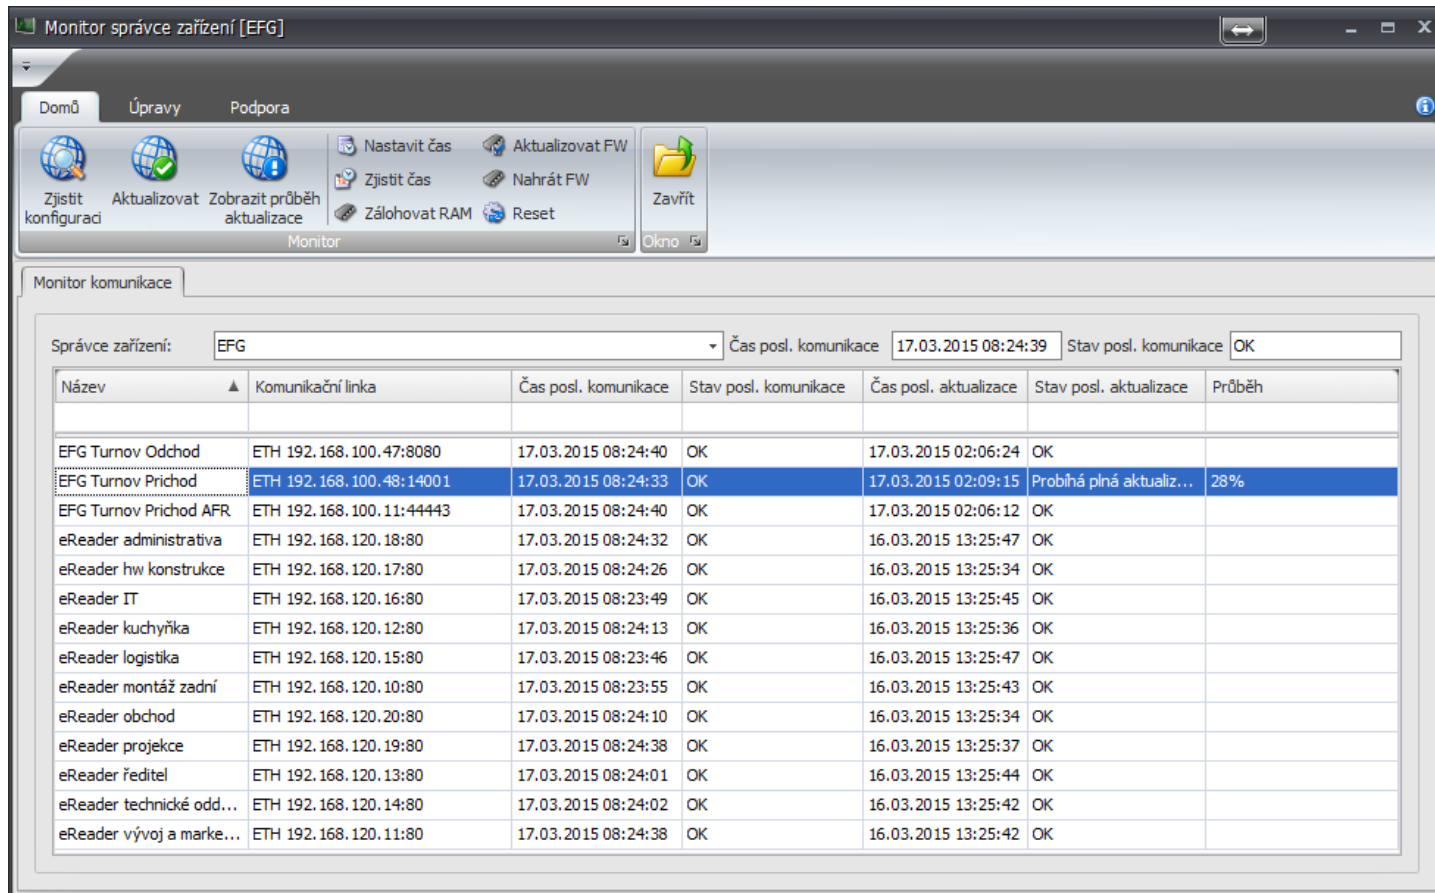 Monitor správce zařízení [EFG]
Domů Úpravy Podpora
Zjistit konfiguraci
Aktualizovat
Zobrazit průběh aktualizace
Nastavit čas
Zjistit čas
Zálohovat RAM
Aktualizovat FW
Nahrát FW
Reset
Zavřít
Monitor
Okno
Monitor komunikace
Správce zařízení: EFG Čas posl. komunikace 17.03.2015 08:24:39 Stav posl. komunikace OK
Název Komunikační linka Čas posl. komunikace Stav posl. komunikace Čas posl. aktualizace Stav posl. aktualizace Průběh
EFG Turnov Odchod ETH 192.168.100.47:8080 17.03.2015 08:24:40 OK 17.03.2015 02:06:24 OK
EFG Turnov Prichod ETH 192.168.100.48:14001 17.03.2015 08:24:33 OK 17.03.2015 02:09:15 Probíhá plná aktualiz... 28%
EFG Turnov Prichod AFR ETH 192.168.100.11:44443 17.03.2015 08:24:40 OK 17.03.2015 02:06:12 OK
eReader administrativa ETH 192.168.120.18:80 17.03.2015 08:24:32 OK 16.03.2015 13:25:47 OK
eReader hw konstrukce ETH 192.168.120.17:80 17.03.2015 08:24:26 OK 16.03.2015 13:25:34 OK
eReader IT ETH 192.168.120.16:80 17.03.2015 08:23:49 OK 16.03.2015 13:25:45 OK
eReader kuchyňka ETH 192.168.120.12:80 17.03.2015 08:24:13 OK 16.03.2015 13:25:36 OK
eReader logistika ETH 192.168.120.15:80 17.03.2015 08:23:46 OK 16.03.2015 13:25:47 OK
eReader montáž zadní ETH 192.168.120.10:80 17.03.2015 08:23:55 OK 16.03.2015 13:25:43 OK
eReader obchod ETH 192.168.120.20:80 17.03.2015 08:24:10 OK 16.03.2015 13:25:34 OK
eReader projekce ETH 192.168.120.19:80 17.03.2015 08:24:38 OK 16.03.2015 13:25:37 OK
eReader ředitel ETH 192.168.120.13:80 17.03.2015 08:24:01 OK 16.03.2015 13:25:44 OK
eReader technické odd... ETH 192.168.120.14:80 17.03.2015 08:24:02 OK 16.03.2015 13:25:42 OK
eReader vývoj a marke... ETH 192.168.120.11:80 17.03.2015 08:24:38 OK 16.03.2015 13:25:42 OK